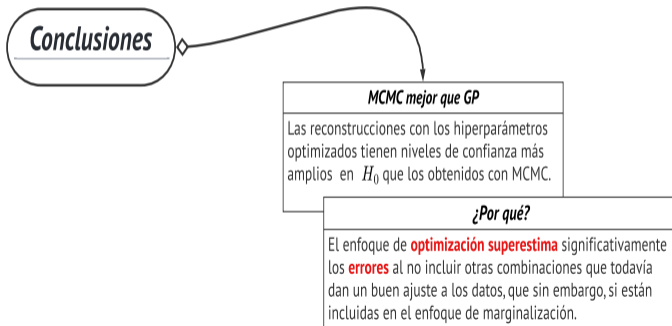 Conclusiones
MCMC mejor que GP
Las reconstrucciones con los hiperparámetros
optimizados tienen niveles de confianza más
amplios en H₀ que los obtenidos con MCMC.
¿Por qué?
El enfoque de optimización superestima significativamente
los errores al no incluir otras combinaciones que todavía
dan un buen ajuste a los datos, que sin embargo, si están
incluidas en el enfoque de marginalización.